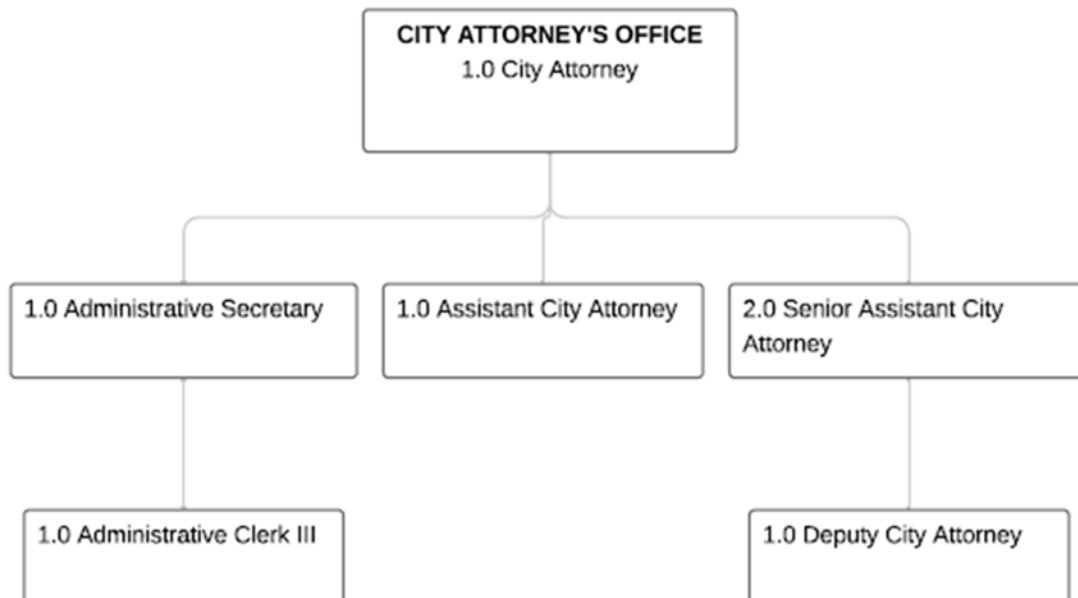 CITY ATTORNEY'S OFFICE
1.0 City Attorney
1.0 Administrative Secretary
1.0 Assistant City Attorney
2.0 Senior Assistant City
Attorney
1.0 Administrative Clerk III
1.0 Deputy City Attorney